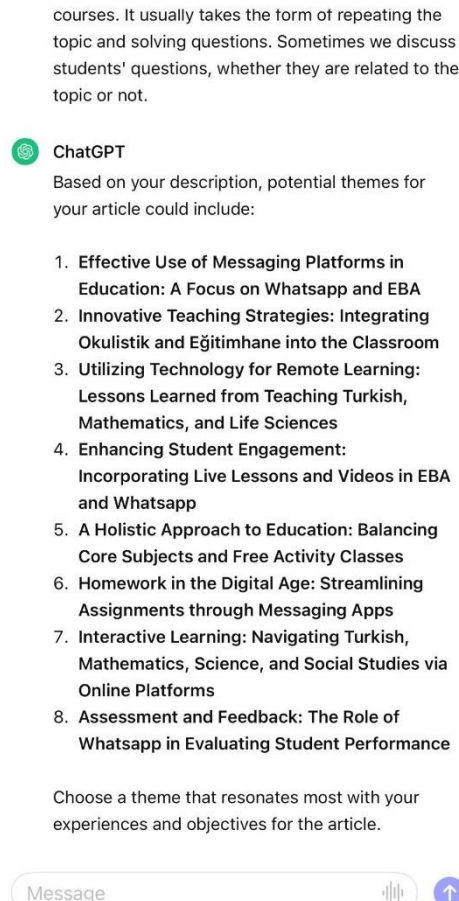 courses. It usually takes the form of repeating the
topic and solving questions. Sometimes we discuss
students' questions, whether they are related to the
topic or not.
ChatGPT
Based on your description, potential themes for
your article could include:
1. Effective Use of Messaging Platforms in
Education: A Focus on Whatsapp and EBA
2. Innovative Teaching Strategies: Integrating
Okulistik and Eğitimhane into the Classroom
3. Utilizing Technology for Remote Learning:
Lessons Learned from Teaching Turkish,
Mathematics, and Life Sciences
4. Enhancing Student Engagement:
Incorporating Live Lessons and Videos in EBA
and Whatsapp
5. A Holistic Approach to Education: Balancing
Core Subjects and Free Activity Classes
6. Homework in the Digital Age: Streamlining
Assignments through Messaging Apps
7. Interactive Learning: Navigating Turkish,
Mathematics, Science, and Social Studies via
Online Platforms
8. Assessment and Feedback: The Role of
Whatsapp in Evaluating Student Performance
Choose a theme that resonates most with your
experiences and objectives for the article.
Message